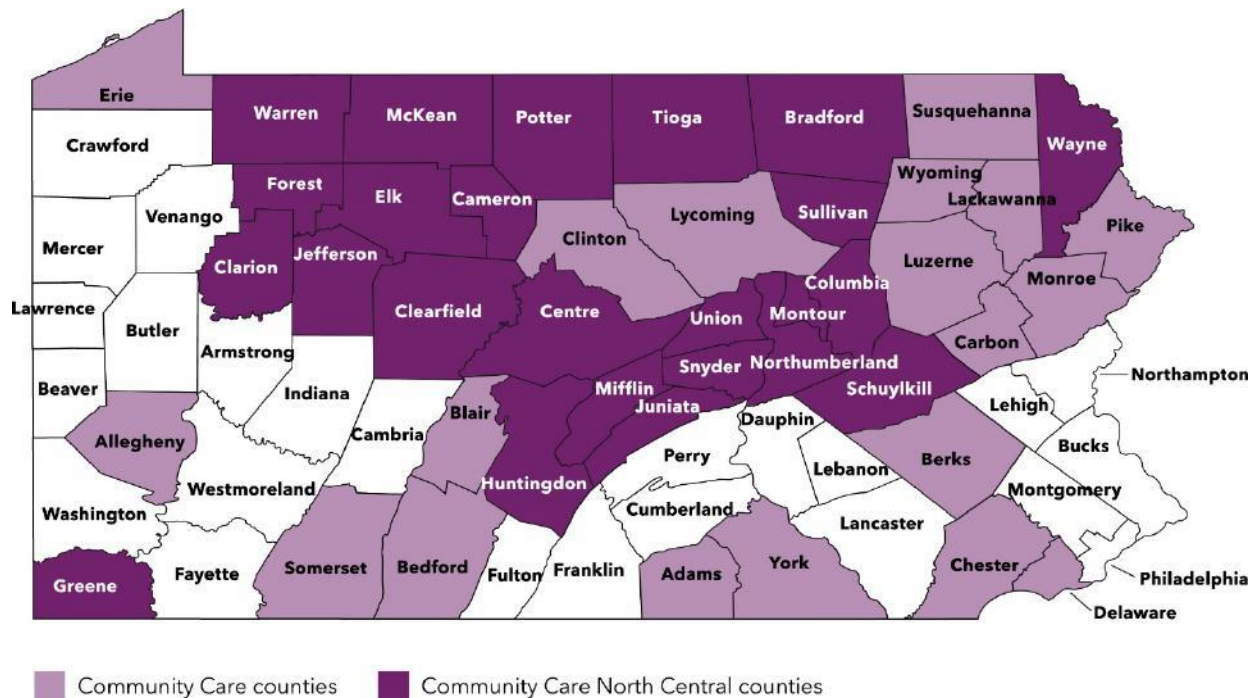 Erie
Warren
McKean
Potter
Tioga
Bradford
Susquehanna
Wayne
Crawford
Forest
Elk
Cameron
Wyoming
Lackawanna
Venango
Mercer
Clarion
Jefferson
Clinton
Lycoming
Sullivan
Luzerne
Pike
Monroe
Lawrence
Butler
Clearfield
Centre
Union
Montour
Columbia
Carbon
Armstrong
Beaver
Indiana
Mifflin
Juniata
Snyder
Northumberland
Schuylkill
Northampton
Lehigh
Allegheny
Cambria
Blair
Dauphin
Perry
Lebanon
Berks
Bucks
Westmoreland
Huntingdon
Cumberland
Montgomery
Washington
Lancaster
Greene
Fayette
Somerset
Bedford
Fulton
Franklin
Adams
York
Chester
Philadelphia
Delaware
Community Care counties
Community Care North Central counties